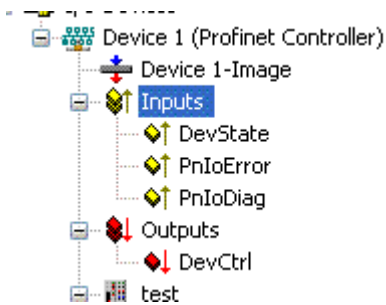 Device 1 (Profinet Controller)
Device 1-Image
Inputs
DevState
PnIoError
PnIoDiag
Outputs
DevCtrl
test